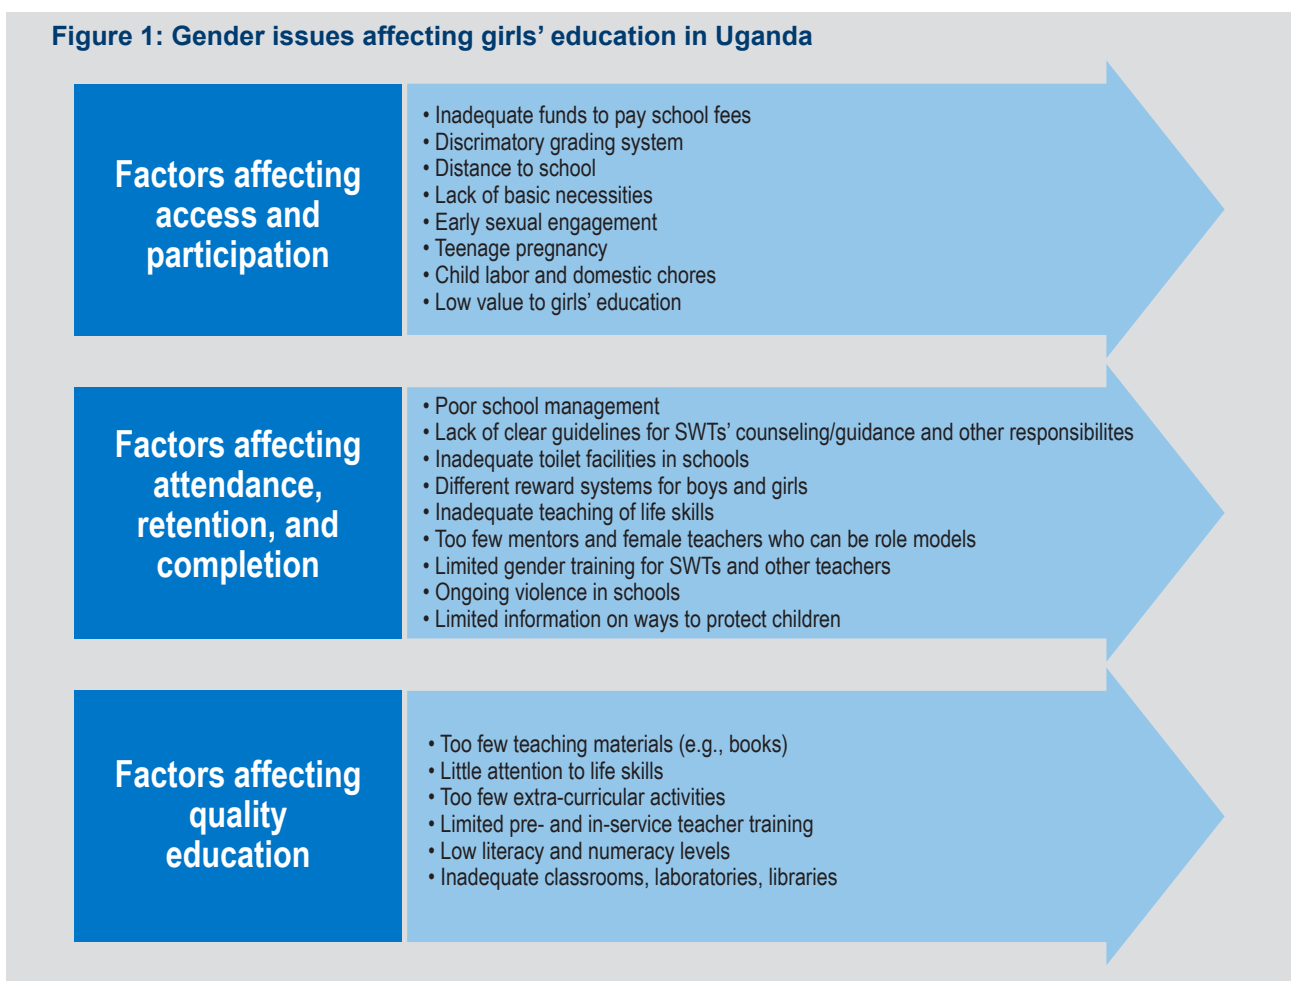 Figure 1: Gender issues affecting girls’ education in Uganda
Factors affecting
access and
participation
• Inadequate funds to pay school fees
• Discrimatory grading system
• Distance to school
• Lack of basic necessities
• Early sexual engagement
• Teenage pregnancy
• Child labor and domestic chores
• Low value to girls’ education
Factors affecting
attendance,
retention, and
completion
• Poor school management
• Lack of clear guidelines for SWTs’ counseling/guidance and other responsibilites
• Inadequate toilet facilities in schools
• Different reward systems for boys and girls
• Inadequate teaching of life skills
• Too few mentors and female teachers who can be role models
• Limited gender training for SWTs and other teachers
• Ongoing violence in schools
• Limited information on ways to protect children
Factors affecting
quality
education
• Too few teaching materials (e.g., books)
• Little attention to life skills
• Too few extra-curricular activities
• Limited pre- and in-service teacher training
• Low literacy and numeracy levels
• Inadequate classrooms, laboratories, libraries